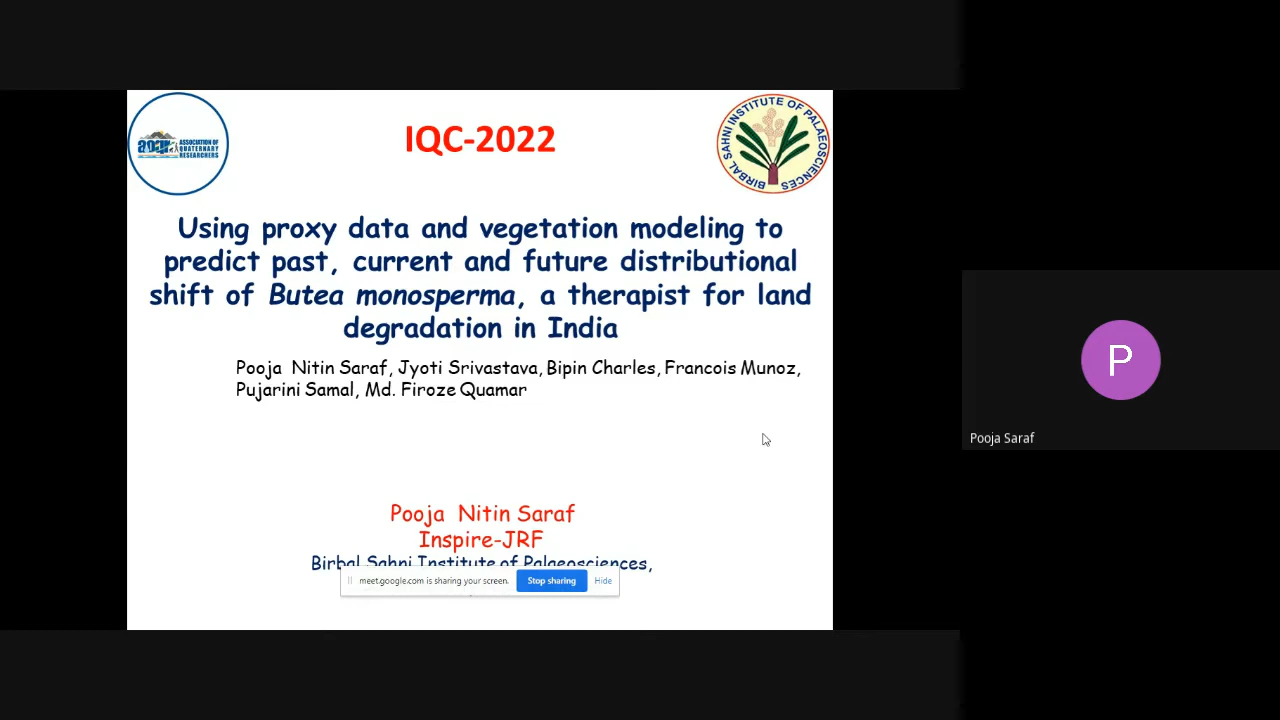 ASSOCIATION OF
QUATERNARY
RESEARCHERS
IQC-2022
BIRBAL SAHNI INSTITUTE OF PALAEOSCIENCES
Using proxy data and vegetation modeling to
predict past, current and future distributional
shift of Butea monosperma, a therapist for land
degradation in India
Pooja Nitin Saraf, Jyoti Srivastava, Bipin Charles, Francois Munoz,
Pujarini Samal, Md. Firoze Quamar
P
Pooja Saraf
Pooja Nitin Saraf
Inspire-JRF
Birbal Sahni Institute of Palaeosciences,
meet.google.com is sharing your screen. Stop sharing Hide